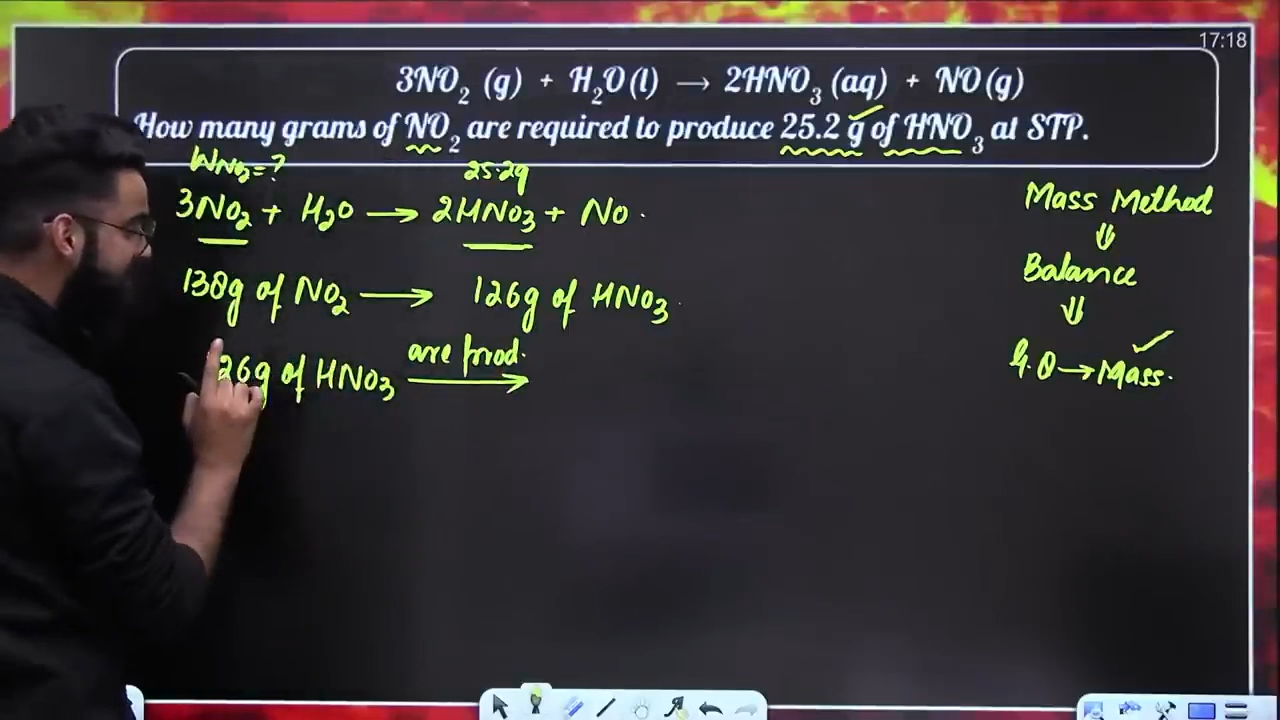 17:18
3NO₂ (g) + H₂O(l) → 2HNO₃ (aq) + NO(g)
How many grams of NO₂ are required to produce 25.2 g of HNO₃ at STP.
WNO₂=? 25.2g
3NO₂ + H₂O → 2HNO₃ + NO.
138g of NO₂ → 126g of HNO₃.
26g of HNO₃ are prod. →
Mass Method
⇓
Balance
⇓
→ Mass.